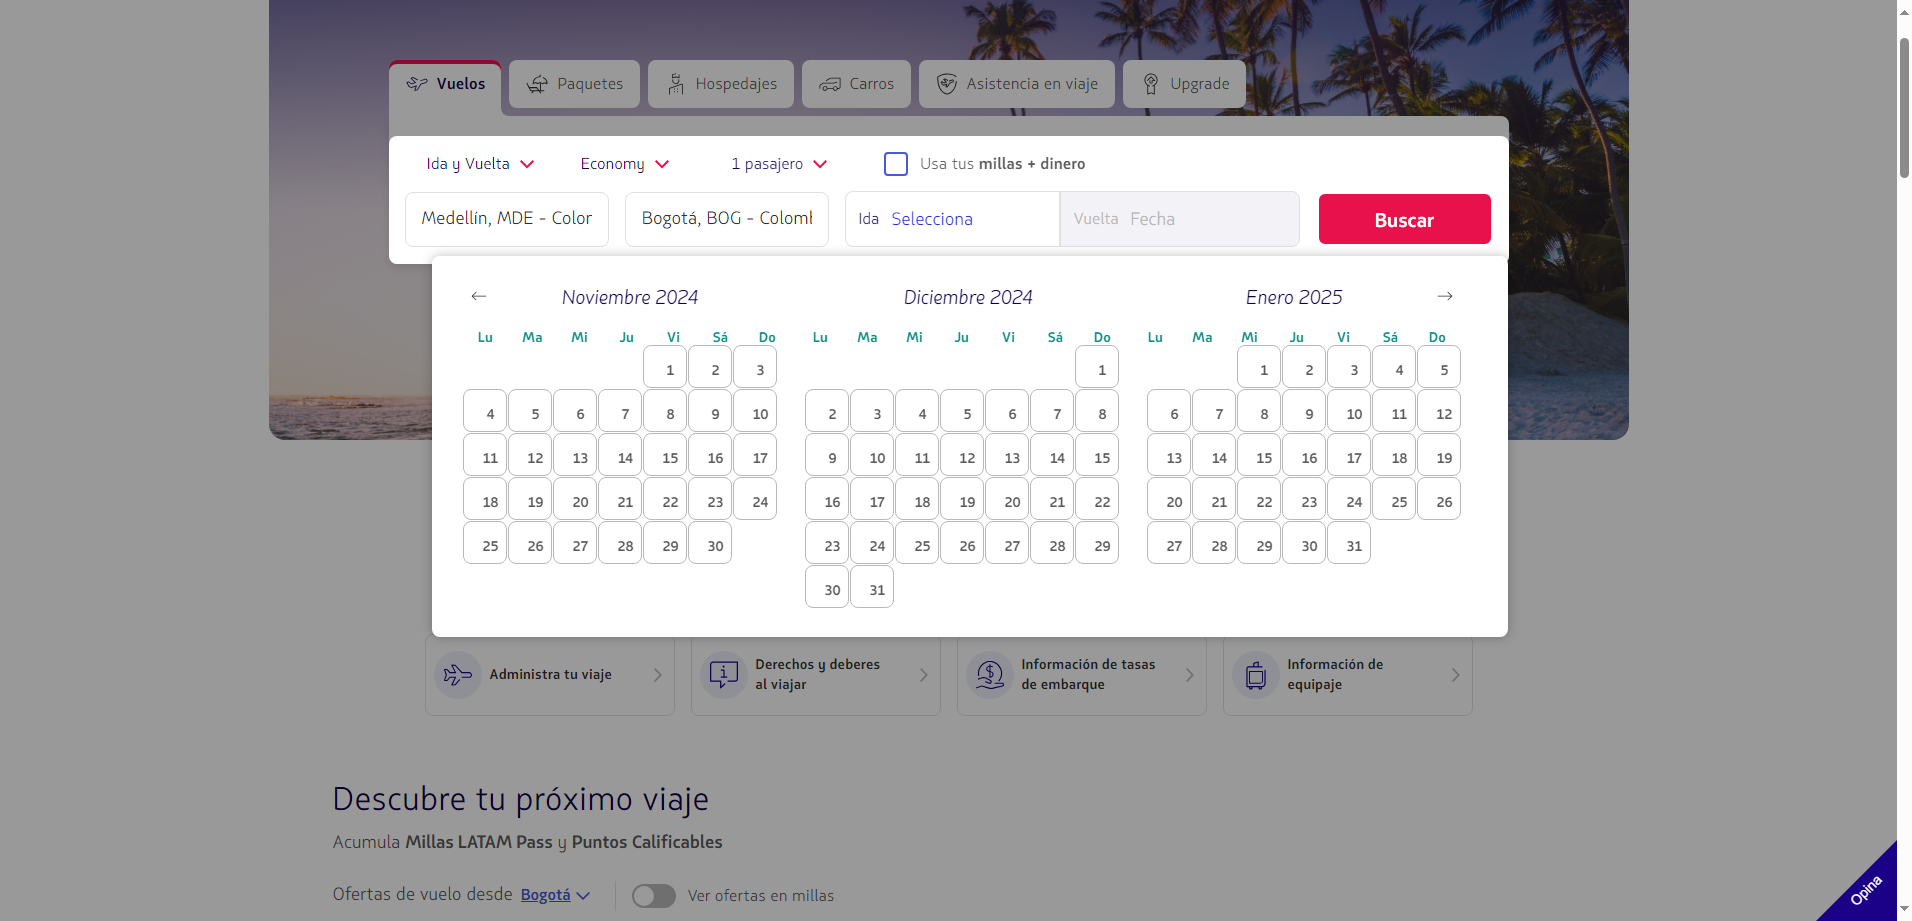 Vuelos
Paquetes
Hospedajes
Carros
Asistencia en viaje
Upgrade
Ida y Vuelta
Economy
1 pasajero
Usa tus millas + dinero
Medellín, MDE - Color
Bogotá, BOG - Coloml
Ida Selecciona
Vuelta Fecha
Buscar
Noviembre 2024
Lu Ma Mi Ju Vi Sá Do
1 2 3
4 5 6 7 8 9 10
11 12 13 14 15 16 17
18 19 20 21 22 23 24
25 26 27 28 29 30
Diciembre 2024
Lu Ma Mi Ju Vi Sá Do
1
2 3 4 5 6 7 8
9 10 11 12 13 14 15
16 17 18 19 20 21 22
23 24 25 26 27 28 29
30 31
Enero 2025
Lu Ma Mi Ju Vi Sá Do
1 2 3 4 5
6 7 8 9 10 11 12
13 14 15 16 17 18 19
20 21 22 23 24 25 26
27 28 29 30 31
Administra tu viaje
Derechos y deberes
al viajar
Información de tasas
de embarque
Información de
equipaje
Descubre tu próximo viaje
Acumula Millas LATAM Pass y Puntos Calificables
Ofertas de vuelo desde Bogotá
Ver ofertas en millas
Opina